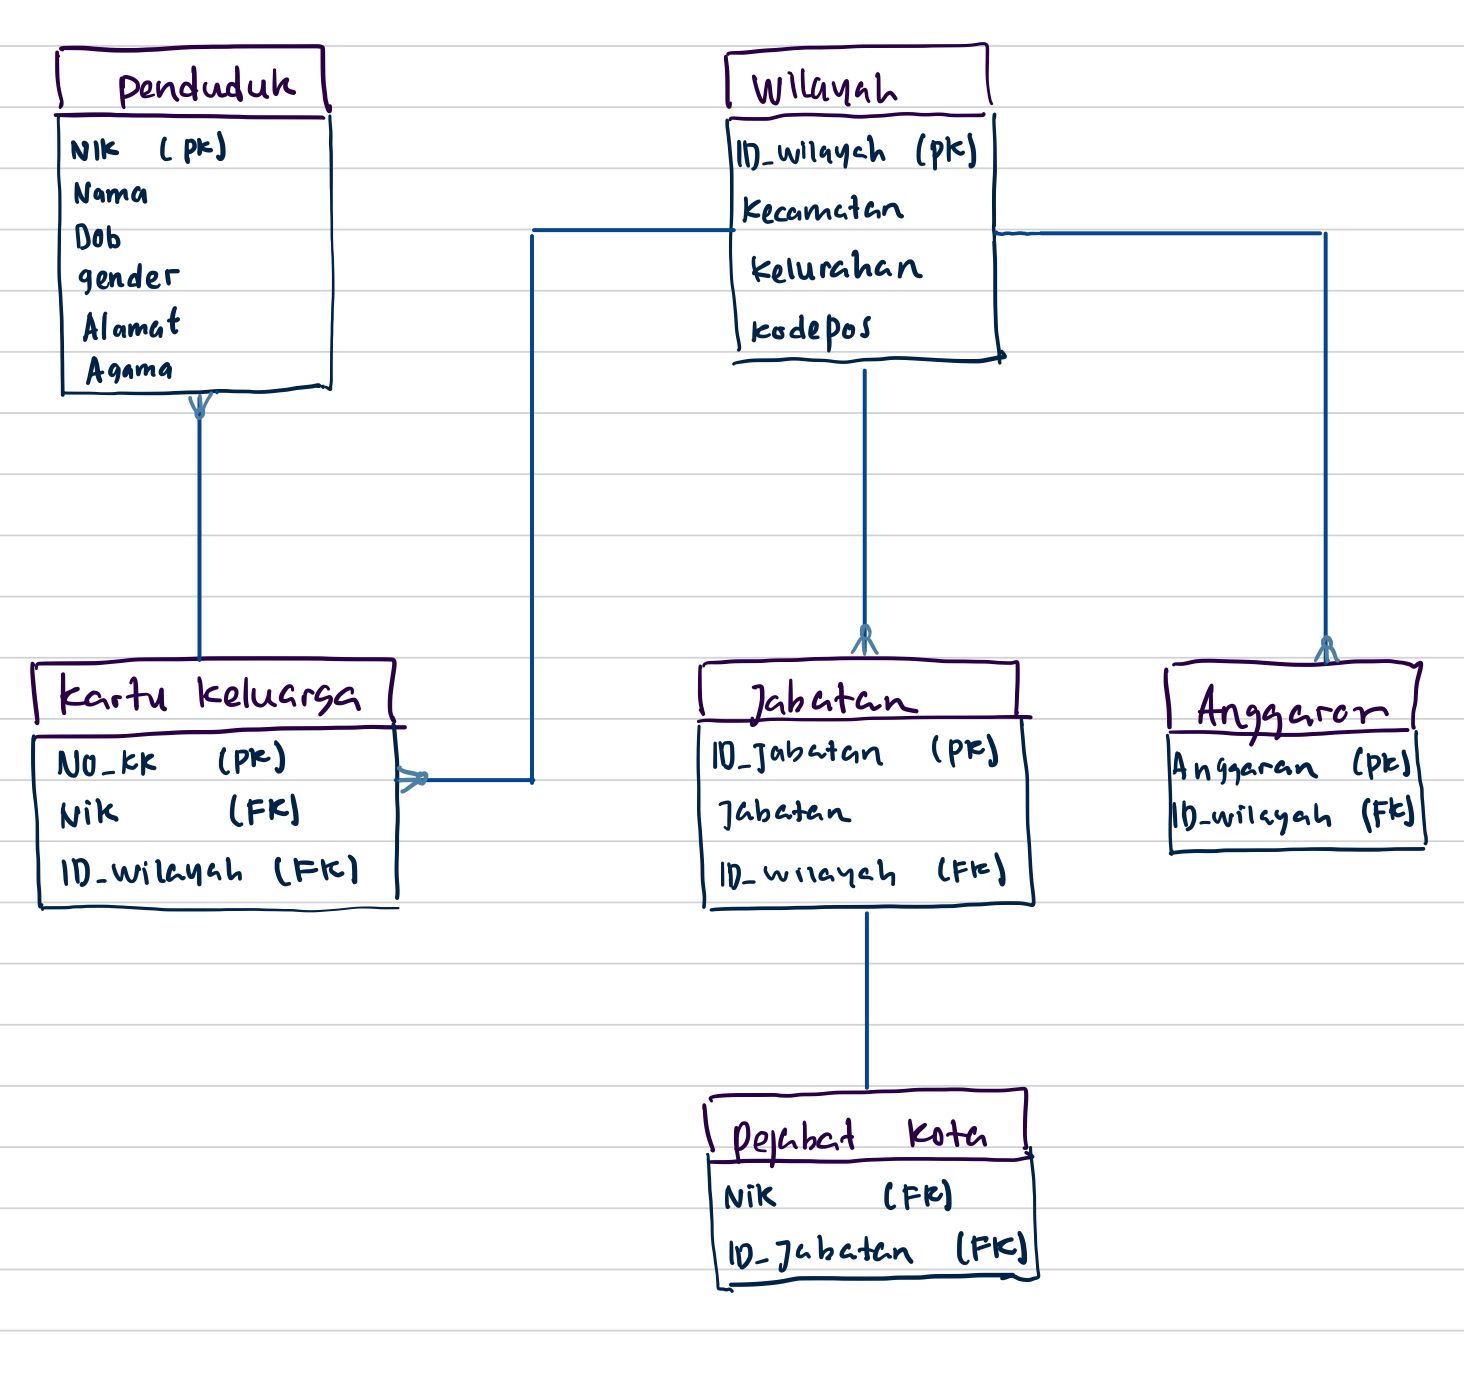 Penduduk
NIK (PK)
Nama
Dob
gender
Alamat
Agama
Wilayah
ID_wilayah (PK)
Kecamatan
Kelurahan
Kodepos
Kartu Keluarga
No_KK (PK)
Nik (FK)
ID_wilayah (FK)
Jabatan
ID_Jabatan (PK)
Jabatan
ID_wilayah (FK)
Anggaran
Anggaran (PK)
ID_wilayah (FK)
Pejabat Kota
Nik (FK)
ID_Jabatan (FK)